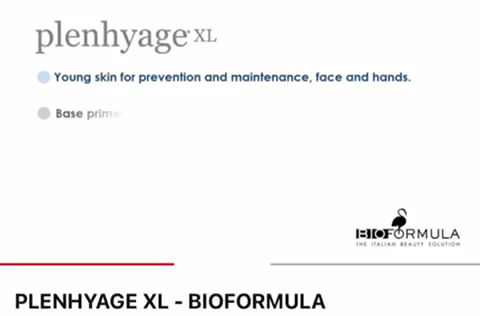 plenhyage XL
Young skin for prevention and maintenance, face and hands.
Base prime
BIOFORMULA
THE ITALIAN BEAUTY SOLUTION
PLENHYAGE XL - BIOFORMULA